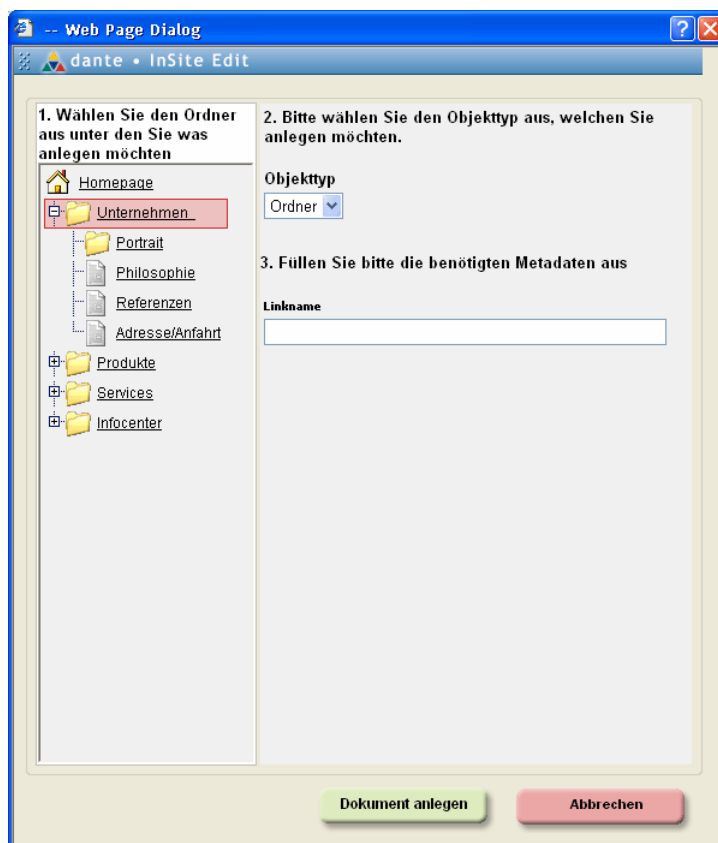 -- Web Page Dialog
dante • InSite Edit
1. Wählen Sie den Ordner
aus unter den Sie was
anlegen möchten
Homepage
Unternehmen
Portrait
Philosophie
Referenzen
Adresse/Anfahrt
Produkte
Services
Infocenter
2. Bitte wählen Sie den Objekttyp aus, welchen Sie
anlegen möchten.
Objekttyp
Ordner
3. Füllen Sie bitte die benötigten Metadaten aus
Linkname
Dokument anlegen
Abbrechen